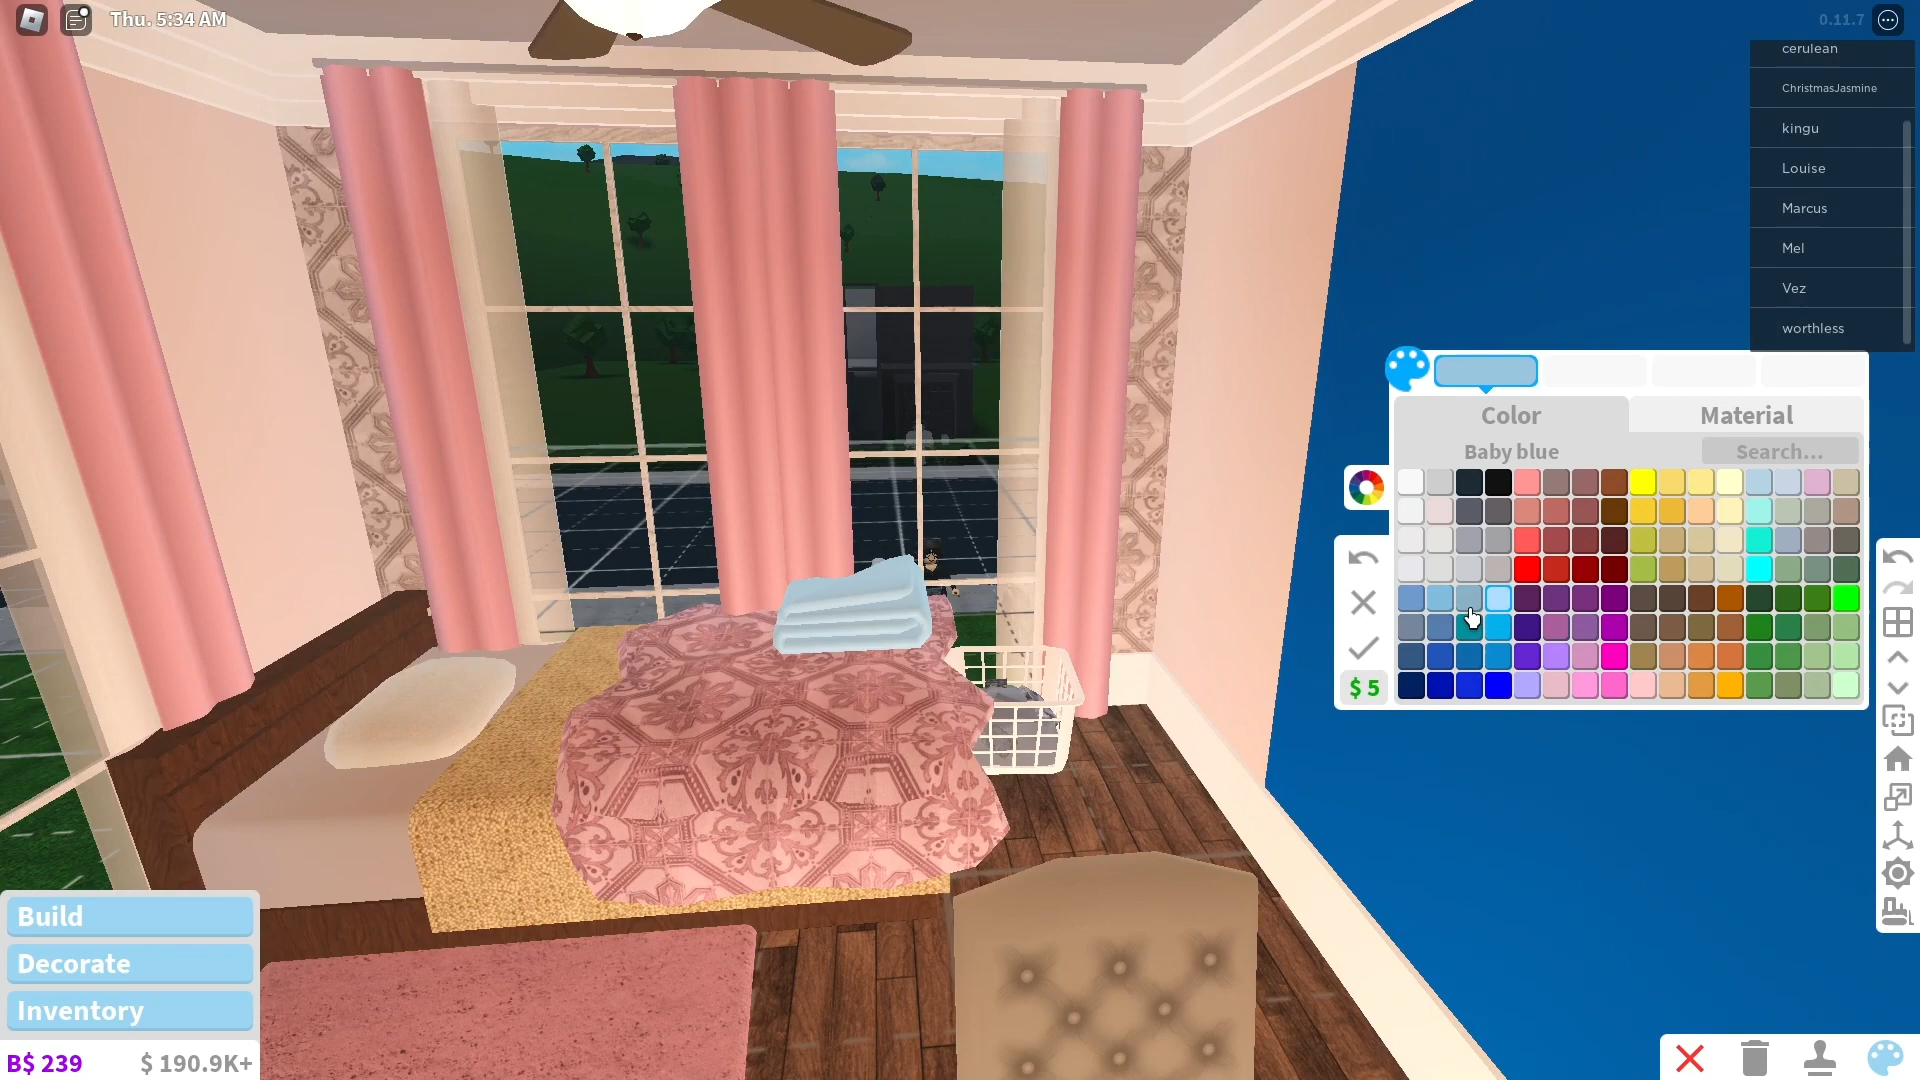 Thu. 5:34 AM
0.11.7
cerulean
ChristmasJasmine
kingu
Louise
Marcus
Mel
Vez
worthless
Color
Material
Baby blue
Search...
$ 5
Build
Decorate
Inventory
B$ 239
$ 190.9K+